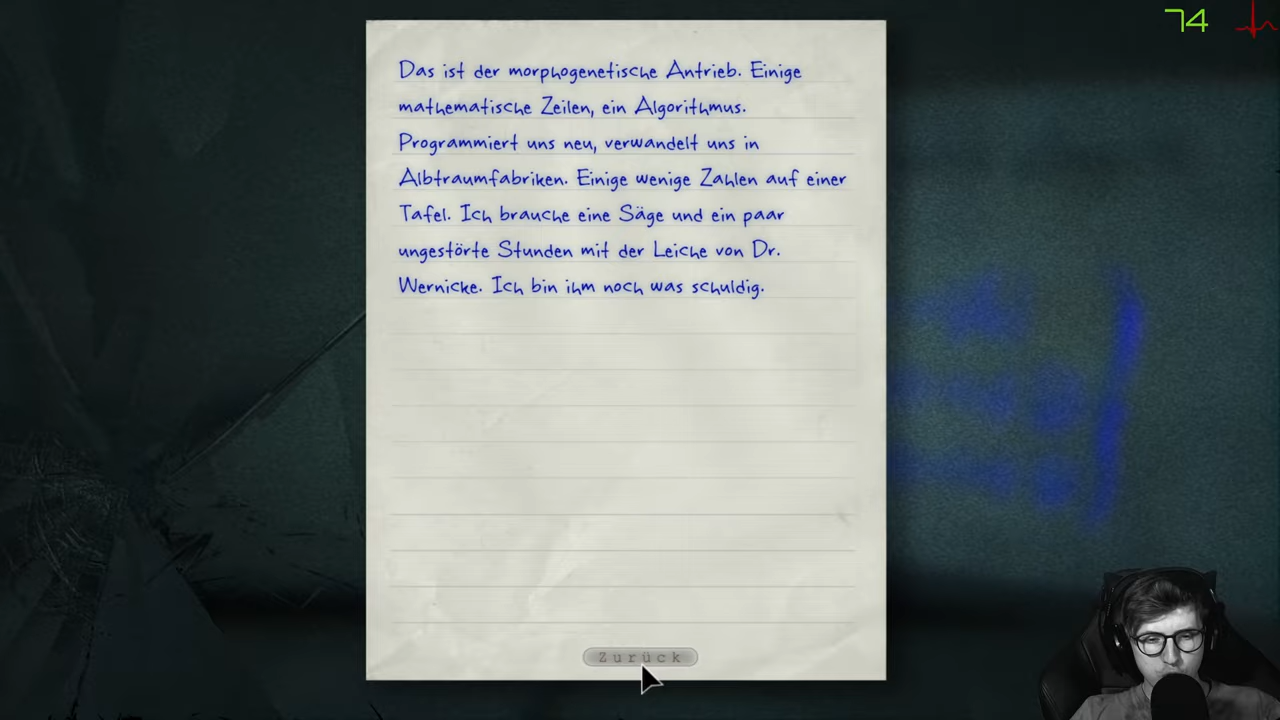 74
Das ist der morphogenetische Antrieb. Einige
mathematische Zeilen, ein Algorithmus.
Programmiert uns neu, verwandelt uns in
Albtraumfabriken. Einige wenige Zahlen auf einer
Tafel. Ich brauche eine Säge und ein paar
ungestörte Stunden mit der Leiche von Dr.
Wernicke. Ich bin ihm noch was schuldig.
Zurück